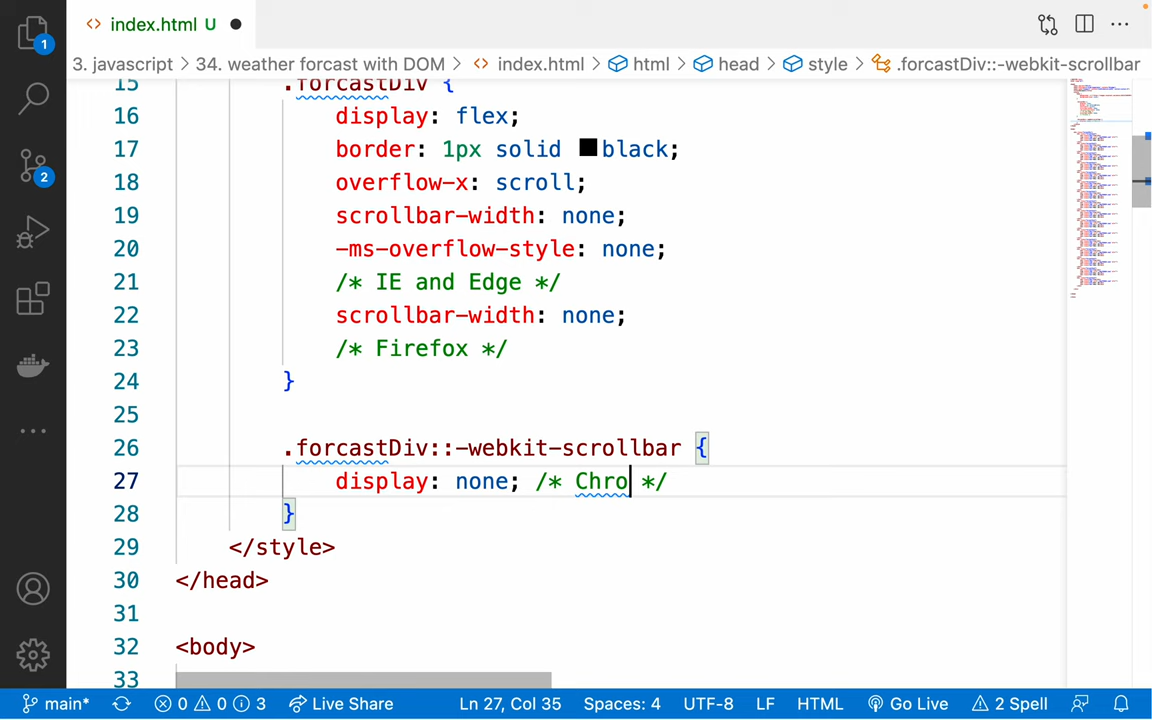 index.html U
3. javascript > 34. weather forcast with DOM > index.html > html > head > style > .forcastDiv::-webkit-scrollbar
15 .forcastDiv {
16 display: flex;
17 border: 1px solid black;
18 overflow-x: scroll;
19 scrollbar-width: none;
20 -ms-overflow-style: none;
21 /* IE and Edge */
22 scrollbar-width: none;
23 /* Firefox */
24 }
25
26 .forcastDiv::-webkit-scrollbar {
27 display: none; /* Chro */
28 }
29 </style>
30 </head>
31
32 <body>
33
1
2
main* 0 0 3 Live Share Ln 27, Col 35 Spaces: 4 UTF-8 LF HTML Go Live 2 Spell